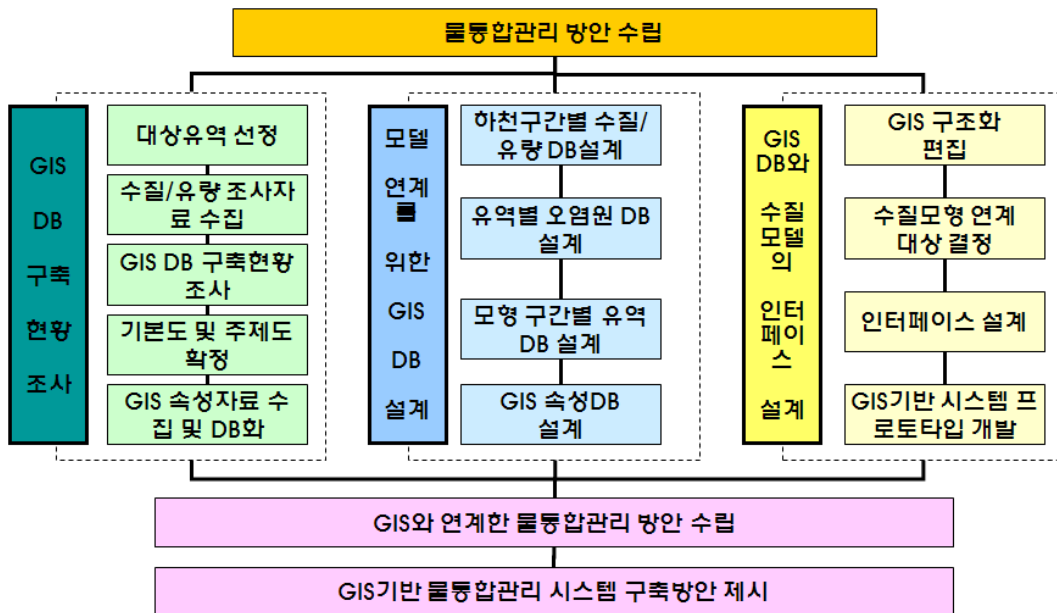 물통합관리 방안 수립
GIS
DB
구축
현황
조사
대상유역 선정
수질/유량 조사자
료 수집
GIS DB 구축현황
조사
기본도 및 주제도
확정
GIS 속성자료 수
집 및 DB화
모델
연계
를
위한
GIS
DB
설계
하천구간별 수질/
유량 DB설계
유역별 오염원 DB
설계
모형 구간별 유역
DB 설계
GIS 속성DB
설계
GIS
DB와
수질
모델
의
인터
페이
스
설계
GIS 구조화
편집
수질모형 연계
대상 결정
인터페이스 설계
GIS기반 시스템 프
로토타입 개발
GIS와 연계한 물통합관리 방안 수립
GIS기반 물통합관리 시스템 구축방안 제시